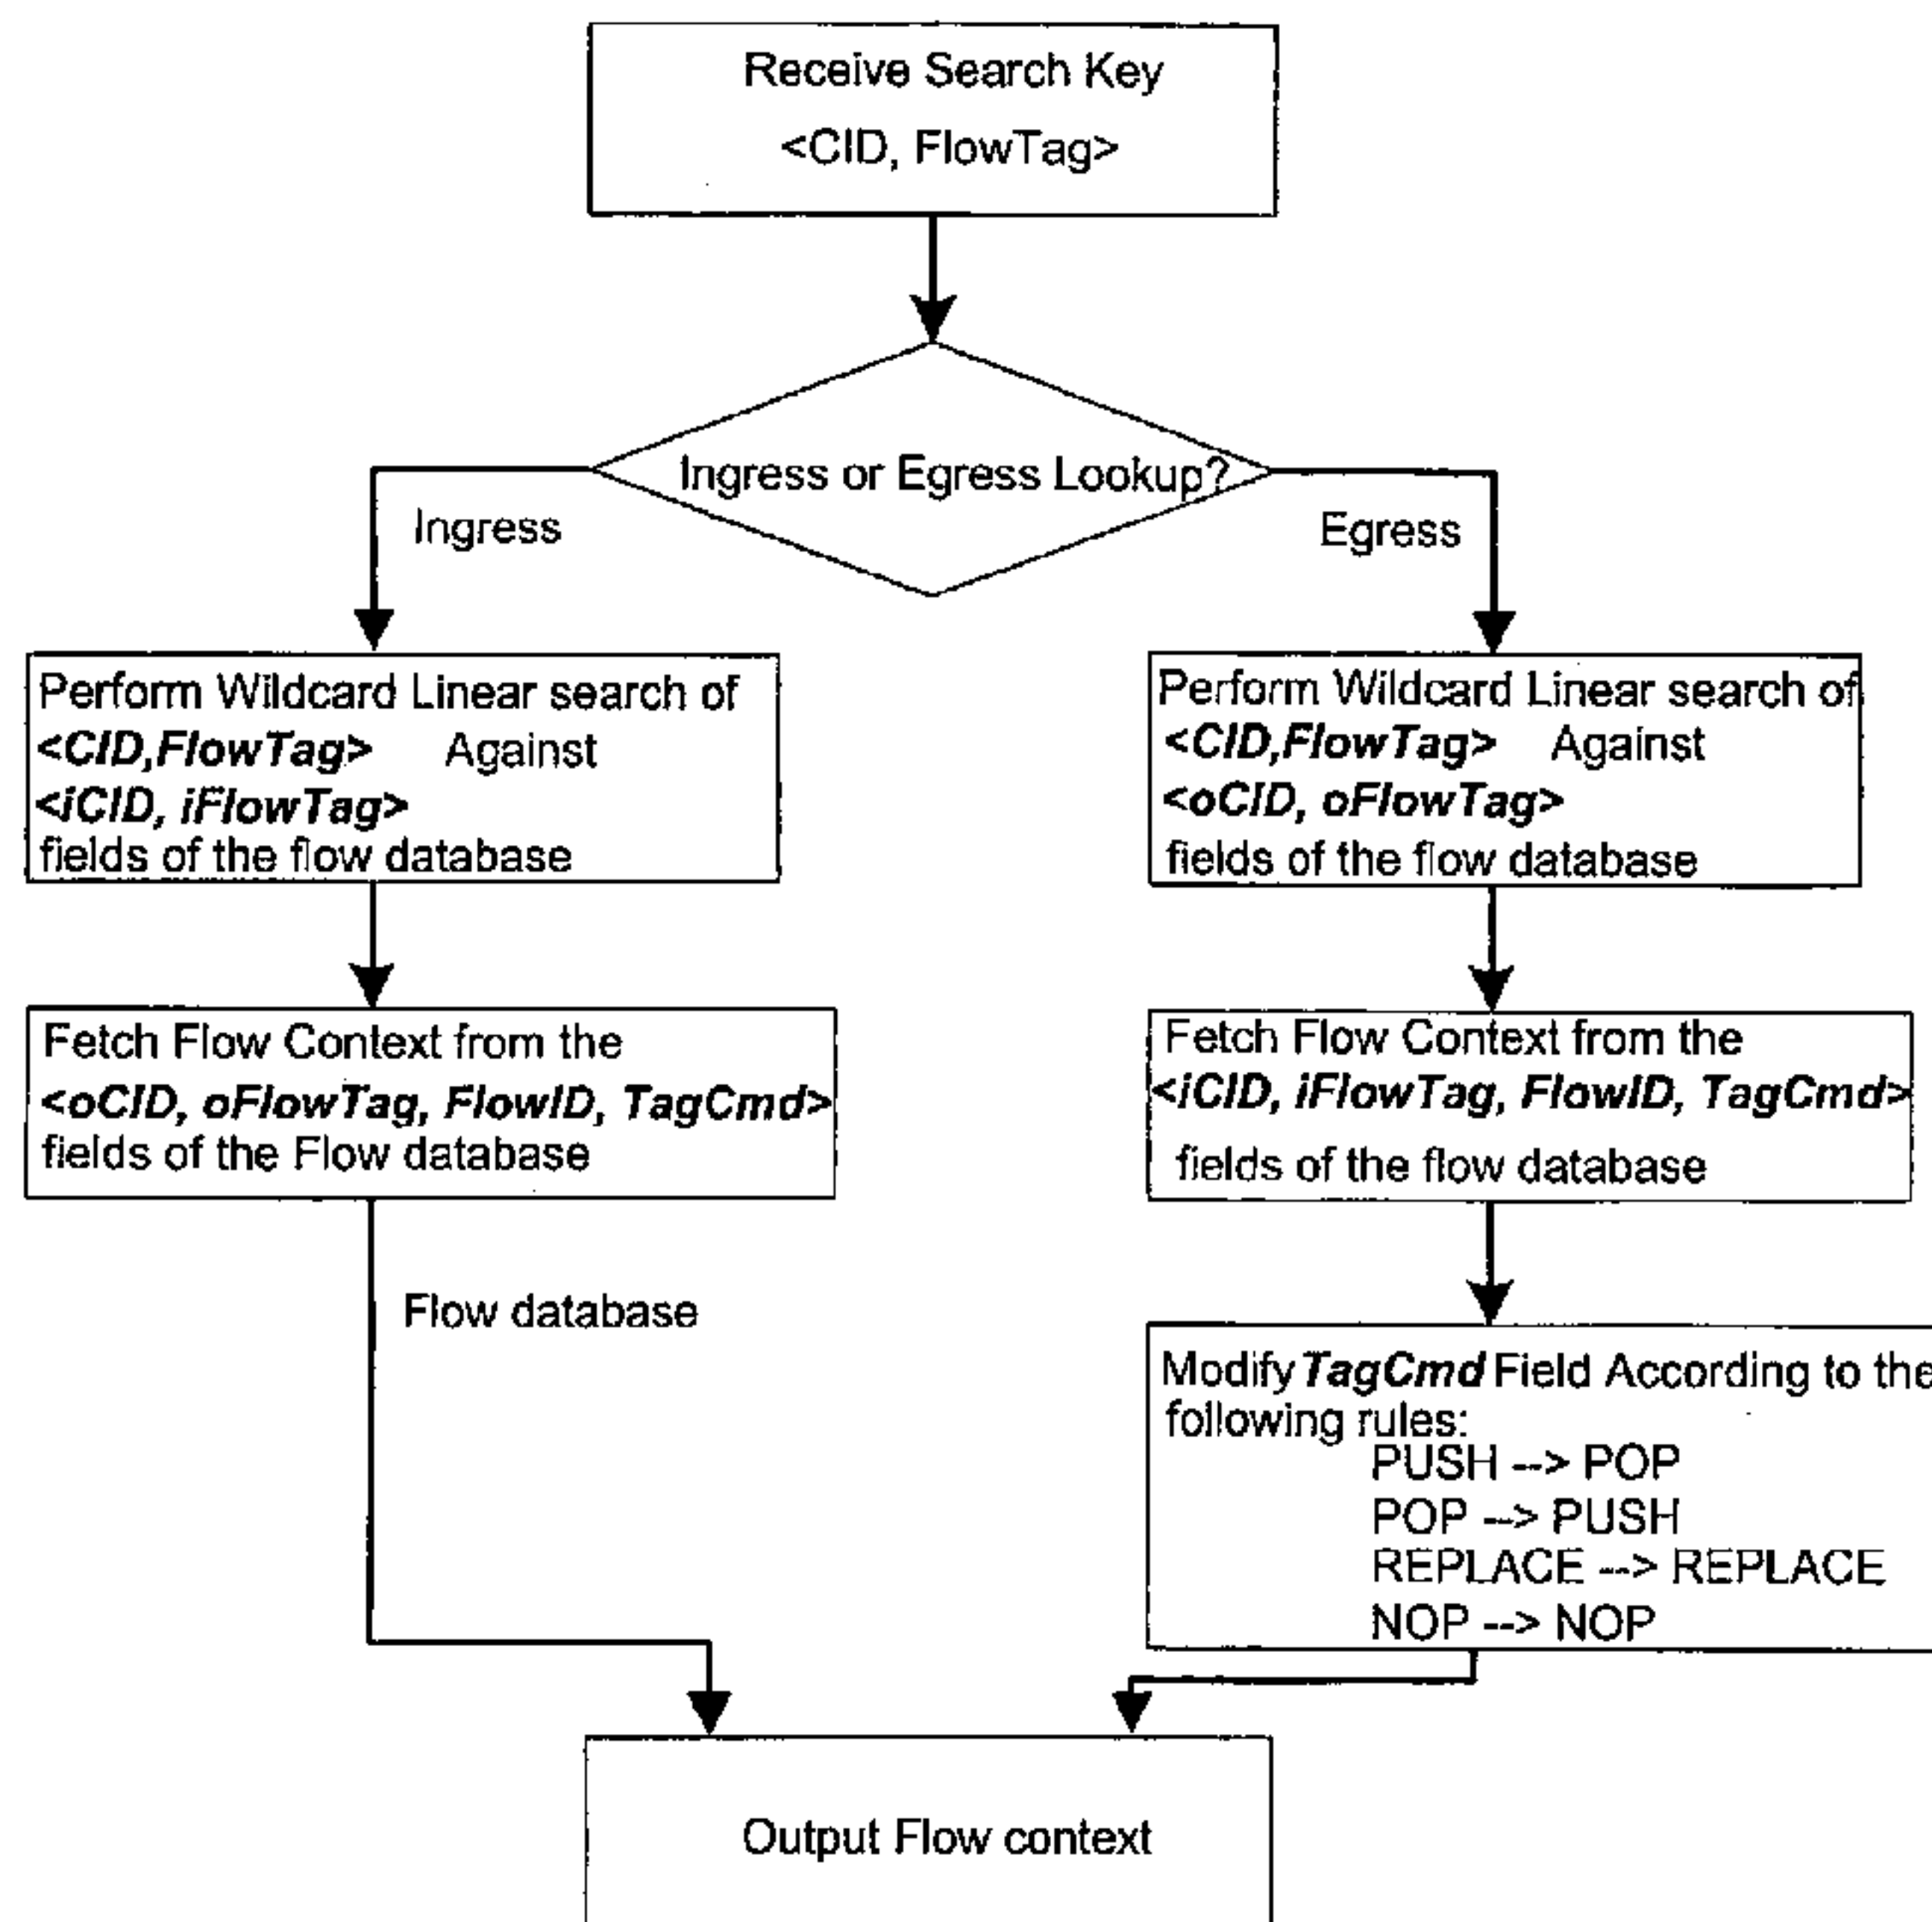 Receive Search Key
<CID, FlowTag>
Ingress or Egress Lookup?
Ingress
Egress
Perform Wildcard Linear search of
<CID,FlowTag> Against
<iCID, iFlowTag>
fields of the flow database
Perform Wildcard Linear search of
<CID,FlowTag> Against
<oCID, oFlowTag>
fields of the flow database
Fetch Flow Context from the
<oCID, oFlowTag, FlowID, TagCmd>
fields of the Flow database
Fetch Flow Context from the
<iCID, iFlowTag, FlowID, TagCmd>
fields of the flow database
Flow database
Modify TagCmd Field According to the
following rules:
PUSH --> POP
POP --> PUSH
REPLACE --> REPLACE
NOP --> NOP
Output Flow context